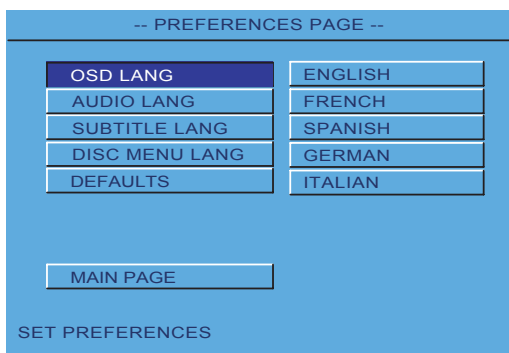 -- PREFERENCES PAGE --
OSD LANG
AUDIO LANG
SUBTITLE LANG
DISC MENU LANG
DEFAULTS
ENGLISH
FRENCH
SPANISH
GERMAN
ITALIAN
MAIN PAGE
SET PREFERENCES